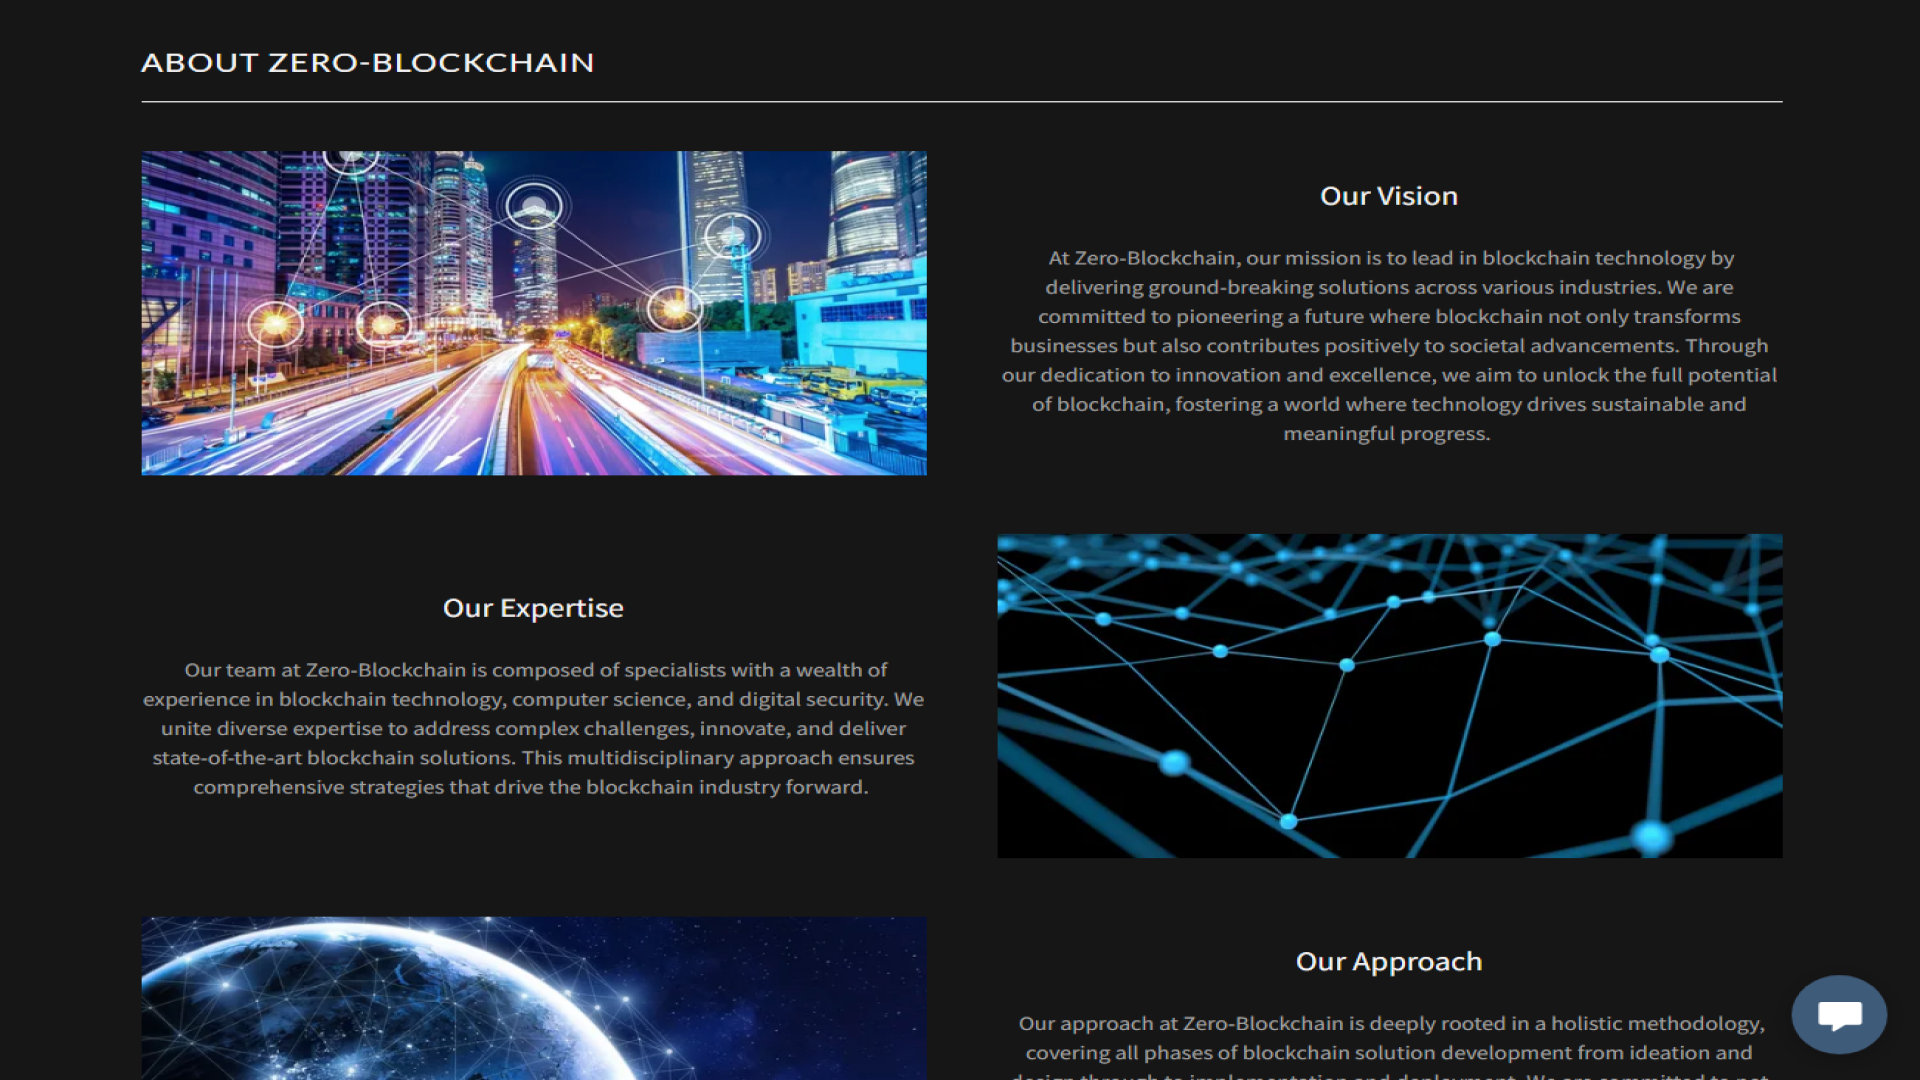 ABOUT ZERO-BLOCKCHAIN
Our Vision
At Zero-Blockchain, our mission is to lead in blockchain technology by
delivering ground-breaking solutions across various industries. We are
committed to pioneering a future where blockchain not only transforms
businesses but also contributes positively to societal advancements. Through
our dedication to innovation and excellence, we aim to unlock the full potential
of blockchain, fostering a world where technology drives sustainable and
meaningful progress.
Our Expertise
Our team at Zero-Blockchain is composed of specialists with a wealth of
experience in blockchain technology, computer science, and digital security. We
unite diverse expertise to address complex challenges, innovate, and deliver
state-of-the-art blockchain solutions. This multidisciplinary approach ensures
comprehensive strategies that drive the blockchain industry forward.
Our Approach
Our approach at Zero-Blockchain is deeply rooted in a holistic methodology,
covering all phases of blockchain solution development from ideation and